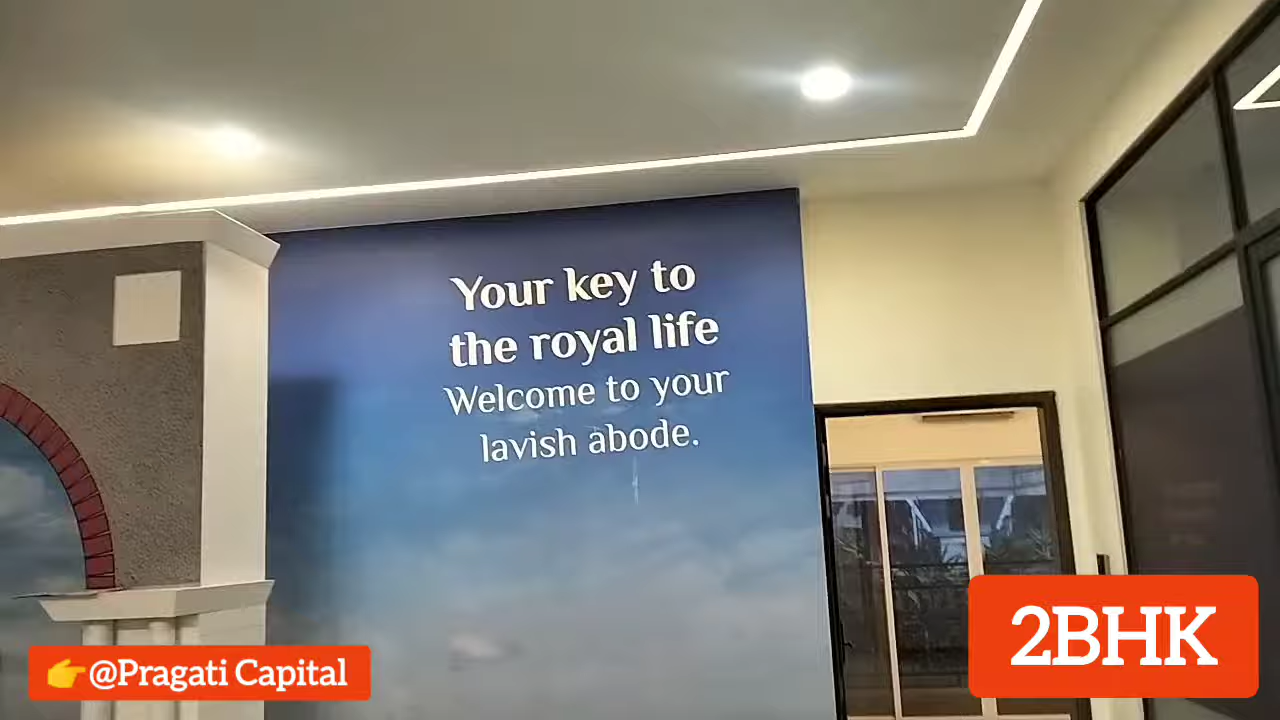 Your key to
the royal life
Welcome to your
lavish abode.
👉@Pragati Capital
2BHK